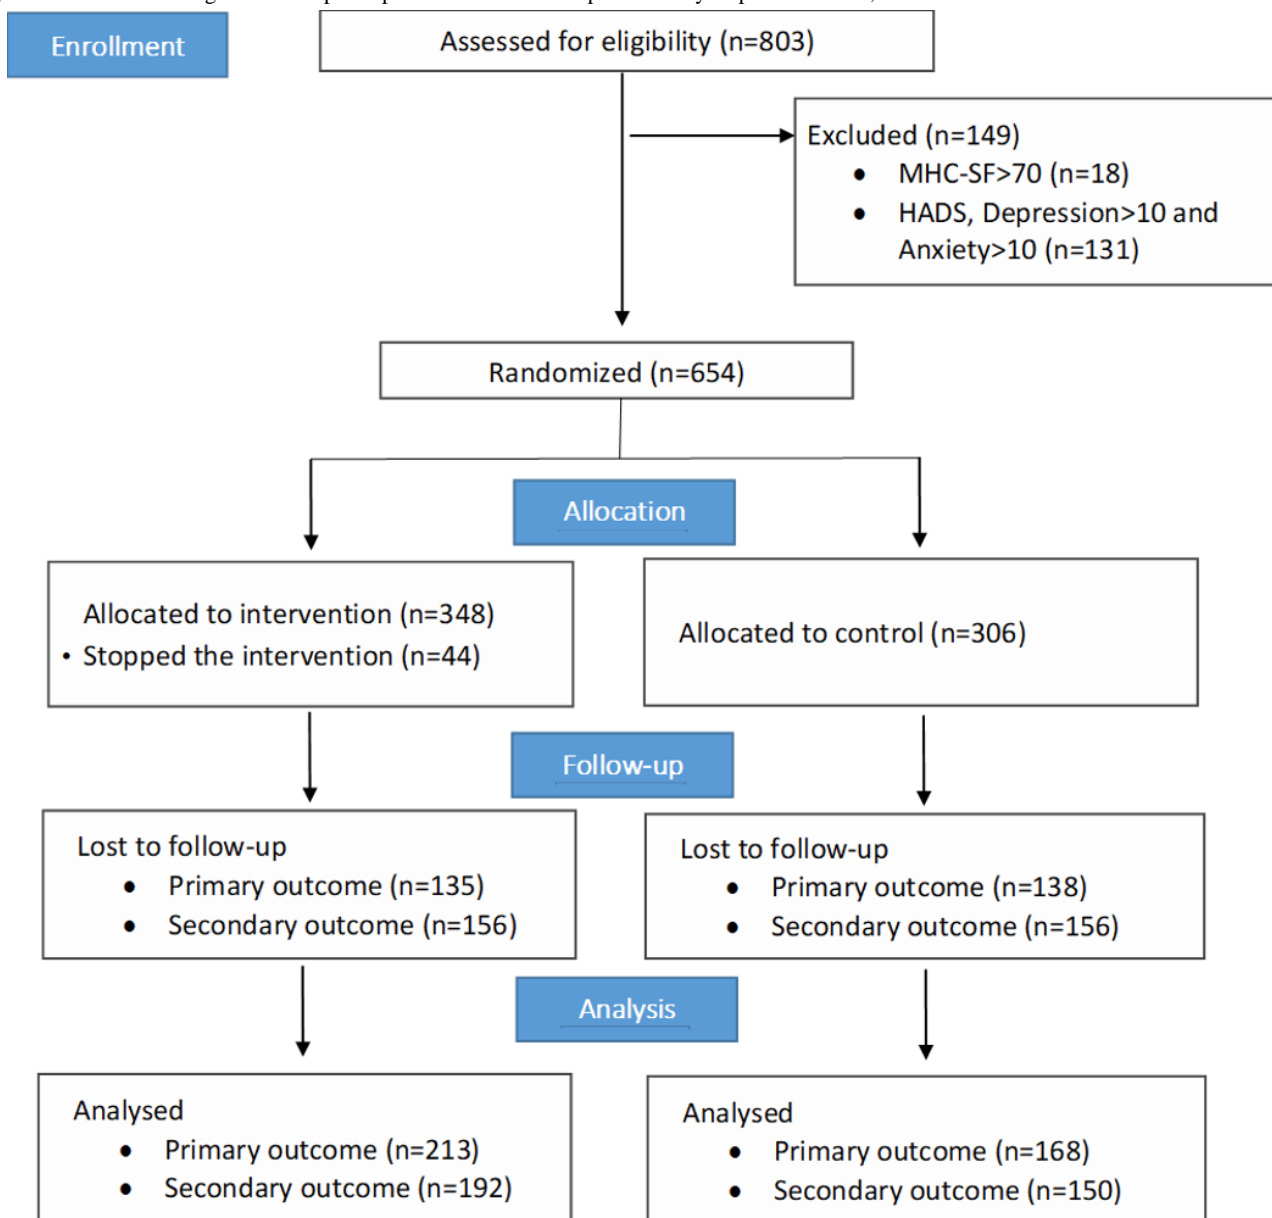 Enrollment
Assessed for eligibility (n=803)
Excluded (n=149)
• MHC-SF>70 (n=18)
• HADS, Depression>10 and
Anxiety>10 (n=131)
Randomized (n=654)
Allocation
Allocated to intervention (n=348)
• Stopped the intervention (n=44)
Allocated to control (n=306)
Follow-up
Lost to follow-up
• Primary outcome (n=135)
• Secondary outcome (n=156)
Lost to follow-up
• Primary outcome (n=138)
• Secondary outcome (n=156)
Analysis
Analysed
• Primary outcome (n=213)
• Secondary outcome (n=192)
Analysed
• Primary outcome (n=168)
• Secondary outcome (n=150)